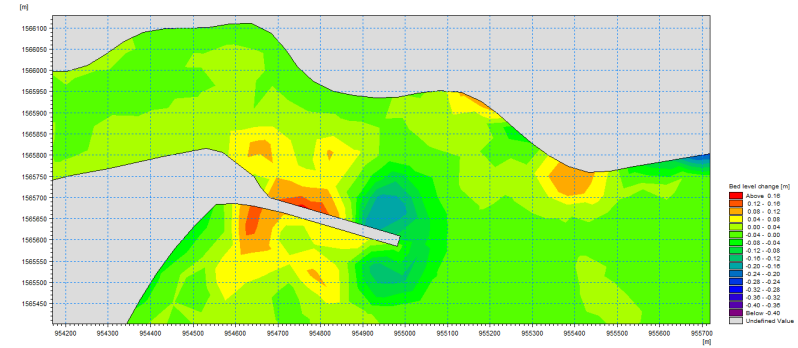 [m]
1566100
1566050
1566000
1565950
1565900
1565850
1565800
1565750
1565700
1565650
1565600
1565550
1565500
1565450
954200 954300 954400 954500 954600 954700 954800 954900 955000 955100 955200 955300 955400 955500 955600 955700
[m]
Bed level change [m]
Above 0.16
0.12 - 0.16
0.08 - 0.12
0.04 - 0.08
0.00 - 0.04
-0.04 - 0.00
-0.08 - -0.04
-0.12 - -0.08
-0.16 - -0.12
-0.20 - -0.16
-0.24 - -0.20
-0.28 - -0.24
-0.32 - -0.28
-0.36 - -0.32
-0.40 - -0.36
Below -0.40
Undefined Value